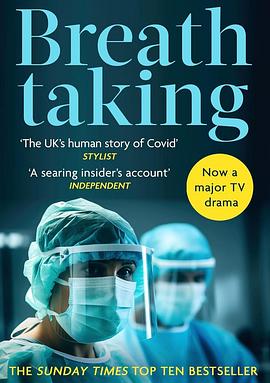 Breath
taking
‘The UK’s human story of Covid’
STYLIST
‘A searing insider’s account’
INDEPENDENT
Now a
major TV
drama
THE SUNDAY TIMES TOP TEN BESTSELLER